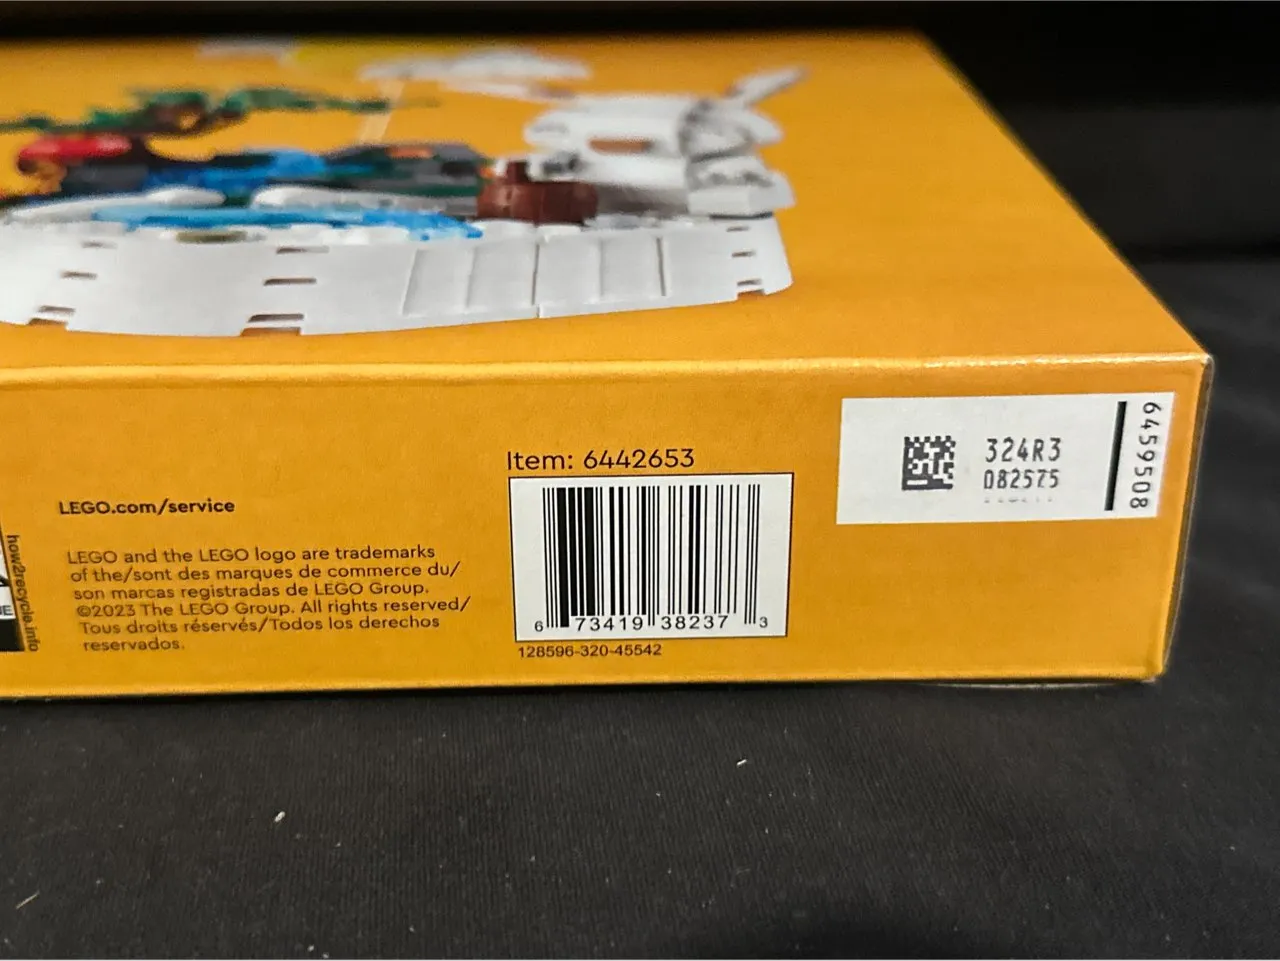 how2recycle.info
LEGO.com/service
LEGO and the LEGO logo are trademarks
of the/sont des marques de commerce du/
son marcas registradas de LEGO Group.
©2023 The LEGO Group. All rights reserved/
Tous droits réservés/Todos los derechos
reservados.
Item: 6442653
6 73419 38237 3
128596-320-45542
324R3
082575
6459508